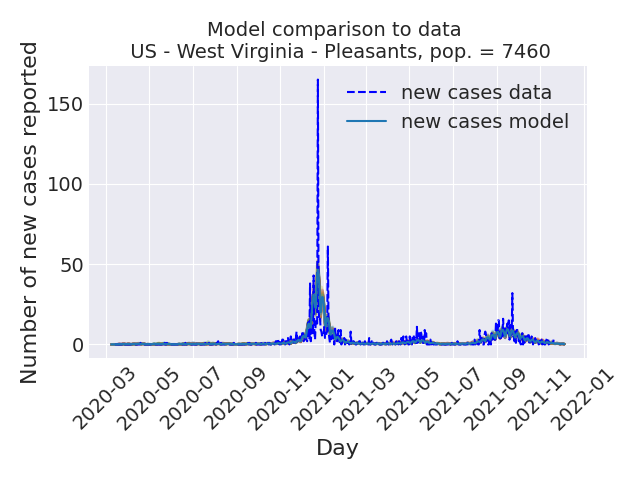 Model comparison to data
US - West Virginia - Pleasants, pop. = 7460
Number of new cases reported
150
100
50
0
new cases data
new cases model
2020-03
2020-05
2020-07
2020-09
2020-11
2021-01
2021-03
2021-05
2021-07
2021-09
2021-11
2022-01
Day